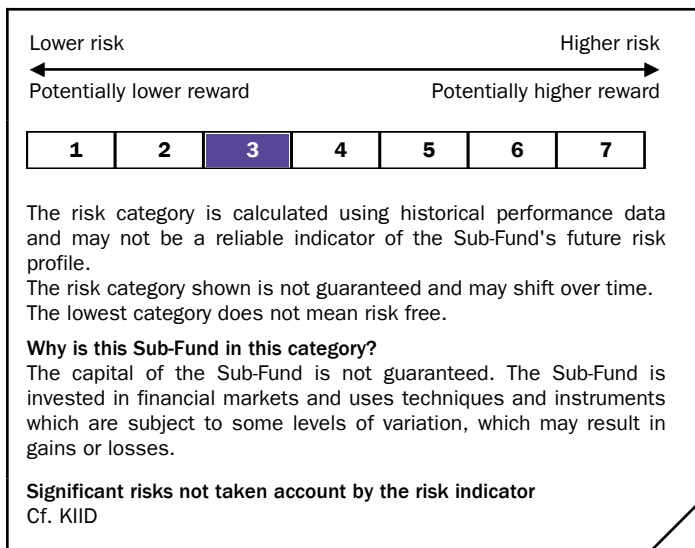 Lower risk Higher risk
Potentially lower reward Potentially higher reward
1 2 3 4 5 6 7
The risk category is calculated using historical performance data
and may not be a reliable indicator of the Sub-Fund's future risk
profile.
The risk category shown is not guaranteed and may shift over time.
The lowest category does not mean risk free.
Why is this Sub-Fund in this category?
The capital of the Sub-Fund is not guaranteed. The Sub-Fund is
invested in financial markets and uses techniques and instruments
which are subject to some levels of variation, which may result in
gains or losses.
Significant risks not taken account by the risk indicator
Cf. KIID